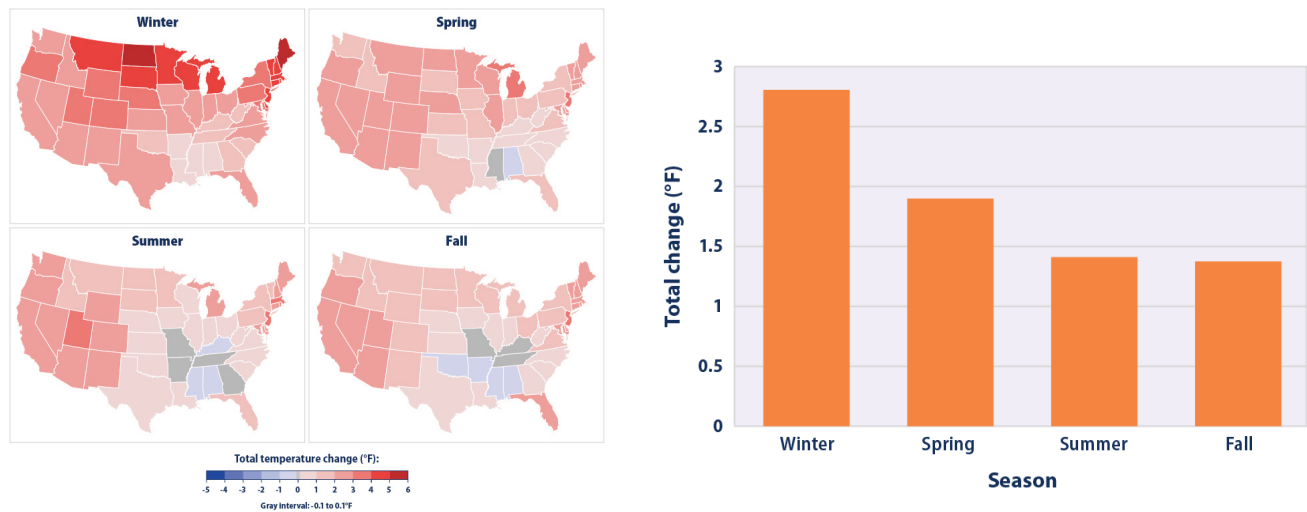 Winter
Spring
Summer
Fall
Total temperature change (°F):
-5 -4 -3 -2 -1 0 1 2 3 4 5 6
Gray interval: -0.1 to 0.1°F
Total change (°F)
3
2.5
2
1.5
1
0.5
0
Winter Spring Summer Fall
Season